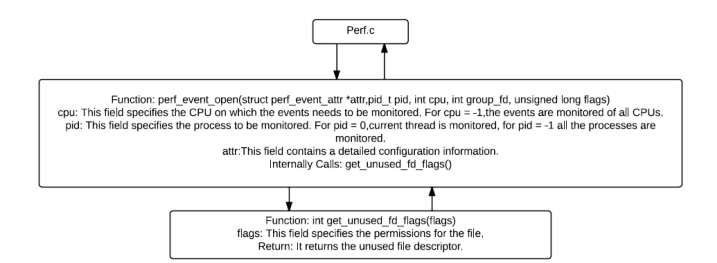 Perf.c
Function: perf_event_open(struct perf_event_attr *attr,pid_t pid, int cpu, int group_fd, unsigned long flags)
cpu: This field specifies the CPU on which the events needs to be monitored, For cpu = -1,the events are monitored of all CPUs,
pid: This field specifies the process to be monitored. For pid = 0,current thread is monitored, for pid = -1 all the processes are
monitored.
attr:This field contains a detailed configuration information.
Internally Calls: get_unused_fd_flags()
Function: int get_unused_fd_flags(flags)
flags: This field specifies the permissions for the file,
Return: It returns the unused file descriptor.